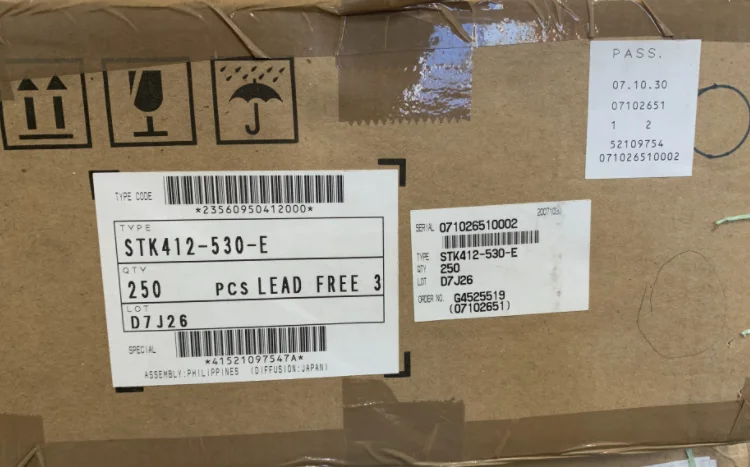 PASS.
07.10.30
07102651
1 2
52109754
071026510002
TYPE CODE
*23560950412000*
TYPE
STK412-530-E
QTY
250 PCS LEAD FREE 3
LOT
D7J26
SPECIAL
*41521097547A*
ASSEMBLY:PHILIPPINES (DIFFUSION:JAPAN)
SERIAL 071026510002
TYPE STK412-530-E
QTY 250
LOT D7J26
ORDER NO. G4525519
(07102651)